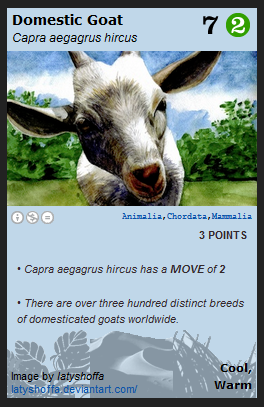 Domestic Goat
Capra aegagrus hircus
7 2
Animalia,Chordata,Mammalia
3 POINTS
• Capra aegagrus hircus has a MOVE of 2
• There are over three hundred distinct breeds
of domesticated goats worldwide.
Cool,
Warm
Image by latyshoffa
latyshoffa.deviantart.com/